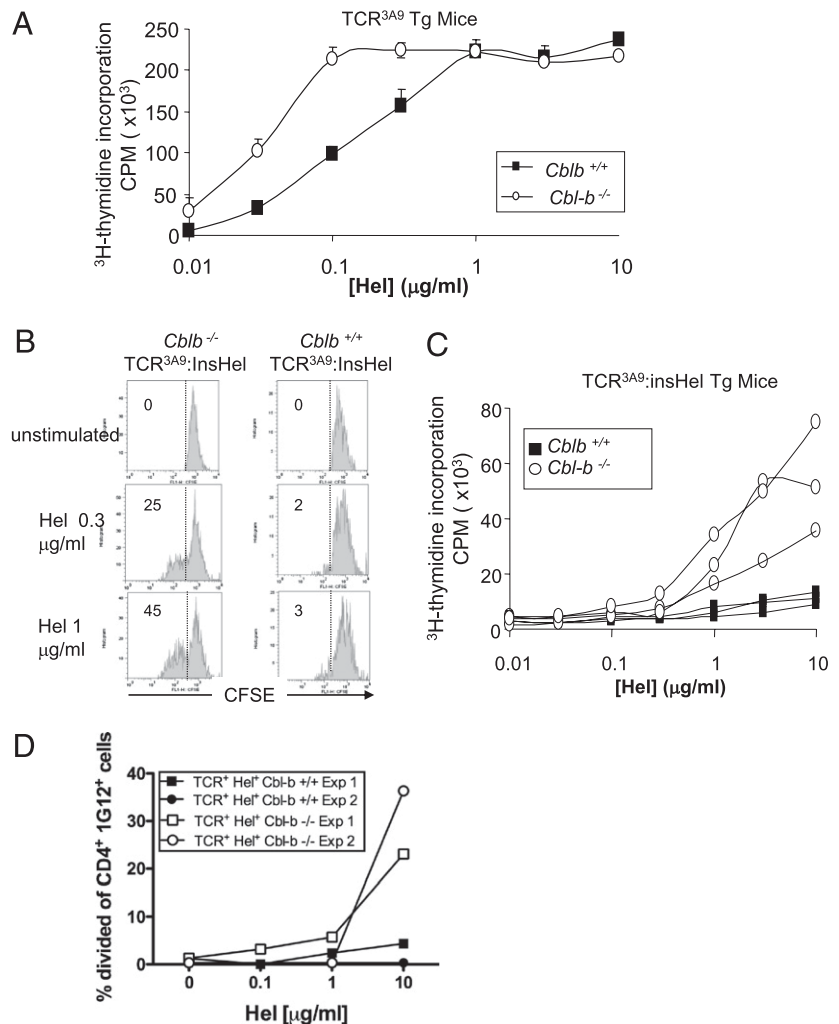 A
TCR3A9 Tg Mice
3H-thymidine incorporation
CPM ( x103)
250
200
150
100
50
0
0.01 0.1 1 10
[Hel] (μg/ml)
Cblb +/+
Cbl-b -/-
B
Cblb -/- Cblb +/+
TCR3A9:InsHel TCR3A9:InsHel
unstimulated
0 0
Hel 0.3
μg/ml
25 2
Hel 1
μg/ml
45 3
CFSE
C
TCR3A9:insHel Tg Mice
3H-thymidine incorporation
CPM ( x103)
80
60
40
20
0
Cblb +/+
Cbl-b -/-
0.01 0.1 1 10
[Hel] (μg/ml)
D
% divided of CD4+ 1G12+ cells
40
30
20
10
0
TCR+ Hel+ Cbl-b +/+ Exp 1
TCR+ Hel+ Cbl-b +/+ Exp 2
TCR+ Hel+ Cbl-b -/- Exp 1
TCR+ Hel+ Cbl-b -/- Exp 2
0 0.1 1 10
Hel [μg/ml]